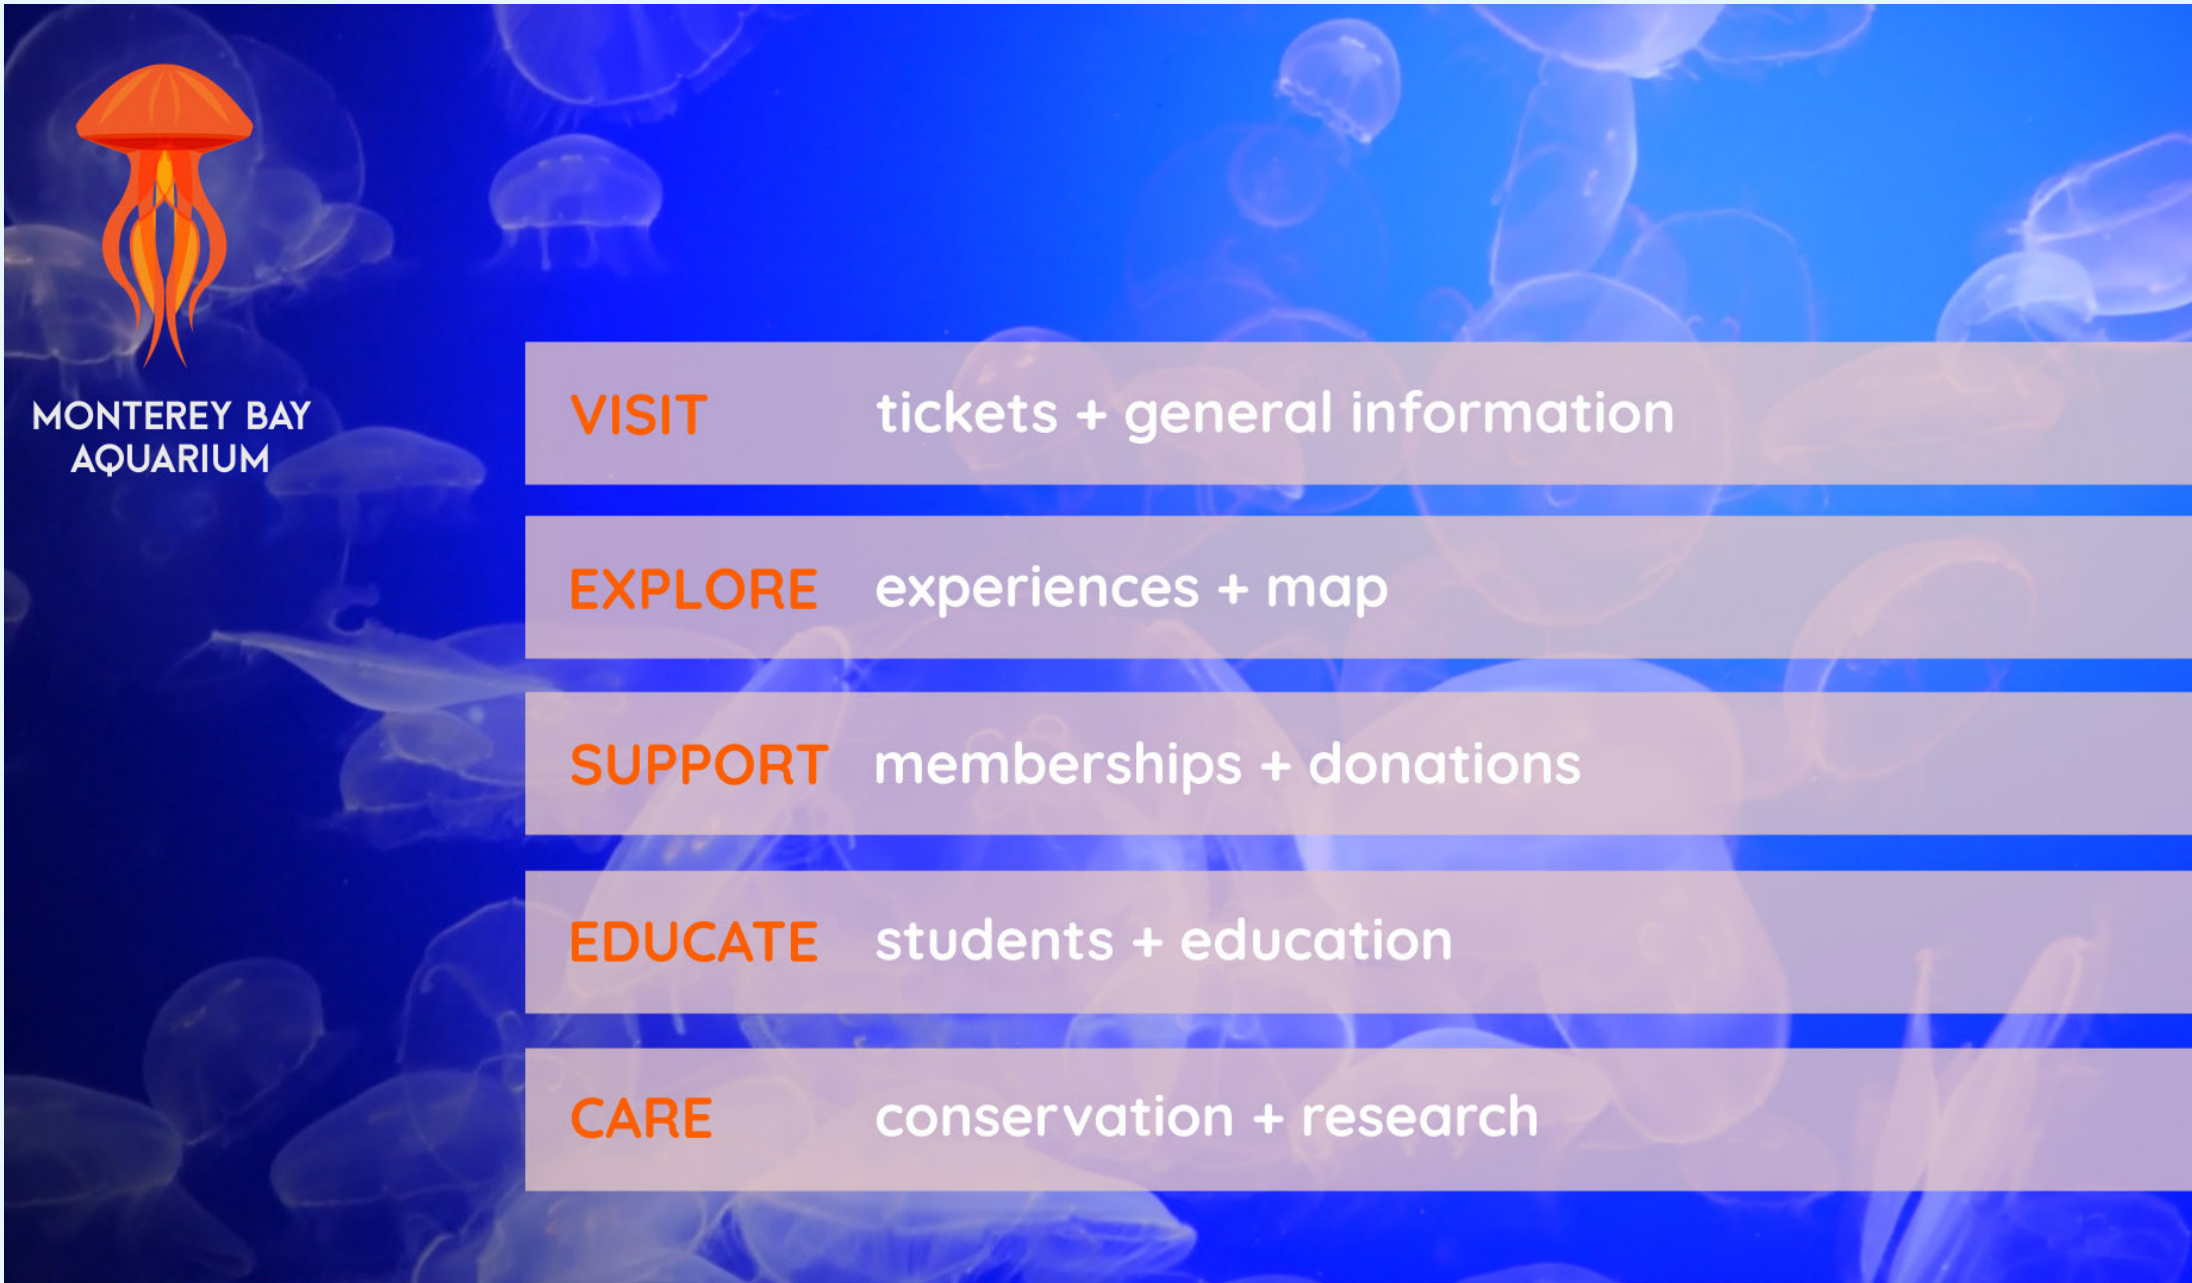 MONTEREY BAY
AQUARIUM
VISIT tickets + general information
EXPLORE experiences + map
SUPPORT memberships + donations
EDUCATE students + education
CARE conservation + research